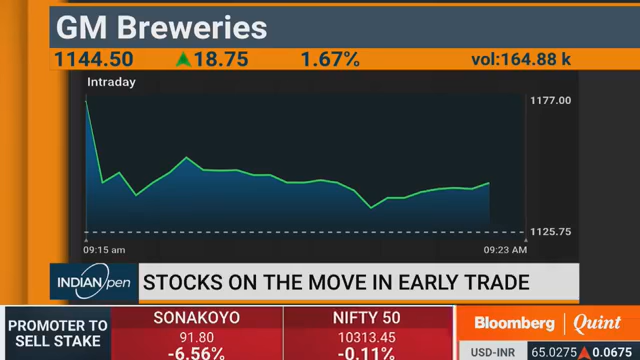 GM Breweries
1144.50 ▲18.75 1.67% vol:164.88 k
Intraday
1177.00
1125.75
09:15 am 09:23 AM
INDIAN Open
STOCKS ON THE MOVE IN EARLY TRADE
PROMOTER TO
SELL STAKE
SONAKOYO
91.80
-6.56%
NIFTY 50
10313.45
-0.11%
Bloomberg | Quint
USD-INR 65.0275 ▲ 0.0675